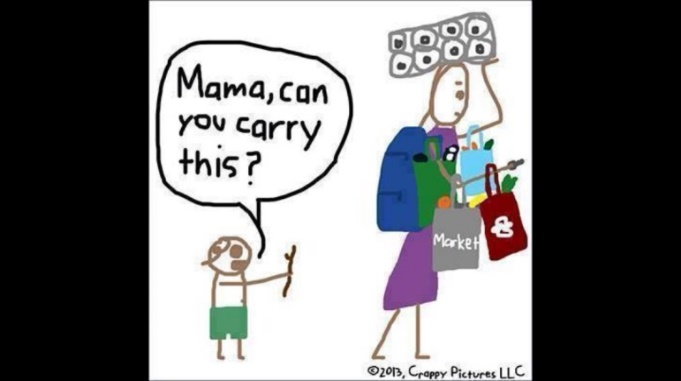 Mama, can
you carry
this?
Market
©2013, Crappy Pictures LLC